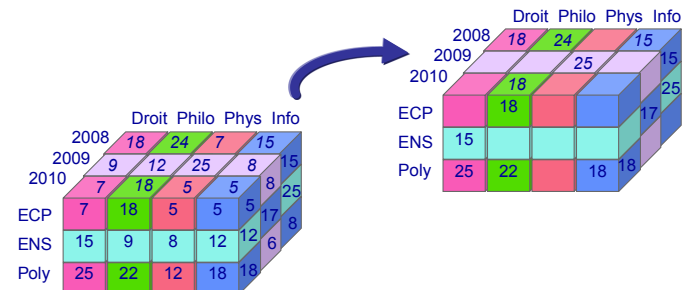 Droit Philo Phys Info
2008 18 24 15
2009 25 15
2010 18 25
ECP 18 17
ENS 15
Poly 25 22 18 18
Droit Philo Phys Info
2008 18 24 7 15
2009 9 12 25 8 15
2010 7 18 5 5 8 25
ECP 7 18 5 5 5 17 8
ENS 15 9 8 12 12 6
Poly 25 22 12 18 18